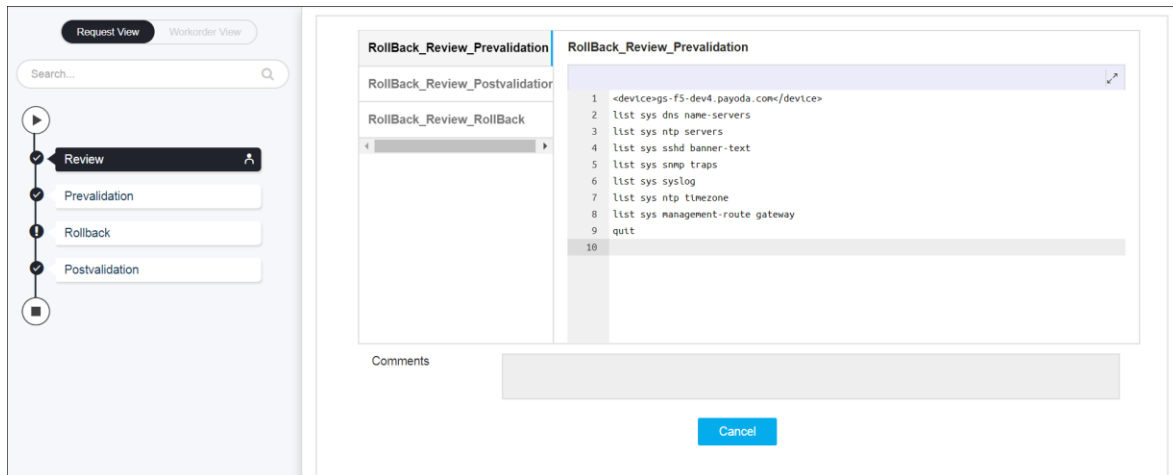 Request View
Workorder View
Search...
Review
Prevalidation
Rollback
Postvalidation
RollBack_Review_Prevalidation
RollBack_Review_Postvalidation
RollBack_Review_RollBack
RollBack_Review_Prevalidation
1 <device>gs-f5-dev4.payoda.com</device>
2 list sys dns name-servers
3 list sys ntp servers
4 list sys sshd banner-text
5 list sys snmp traps
6 list sys syslog
7 list sys ntp timezone
8 list sys management-route gateway
9 quit
10
Comments
Cancel